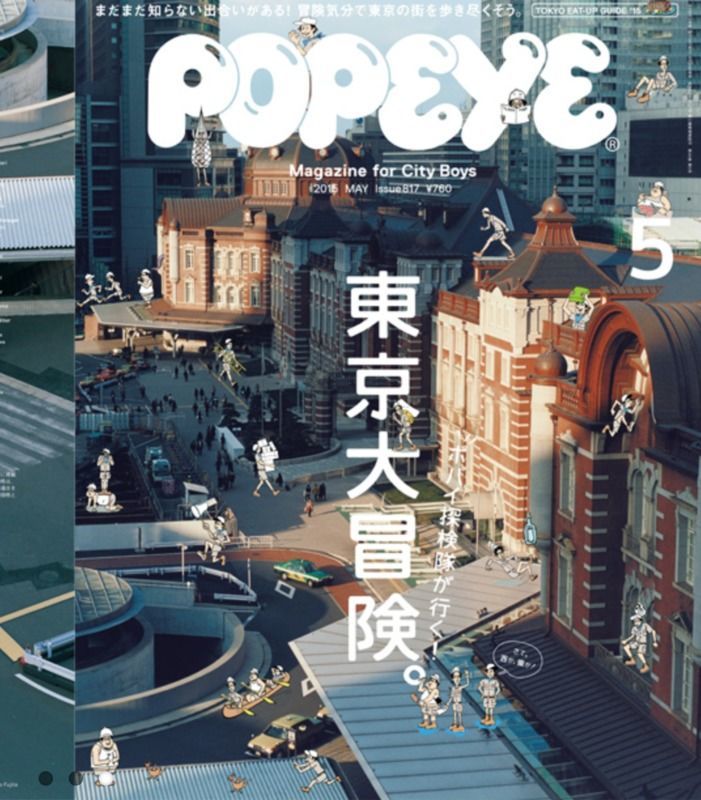 まだまだ知らない出合いがある! 冒険気分で東京の街を歩き尽くそう。
TOKYO EAT-UP GUIDE '15
POPEYE®
Magazine for City Boys
2015 MAY Issue817 ¥760
5
東京大冒険。
ポパイ探検隊が行く!